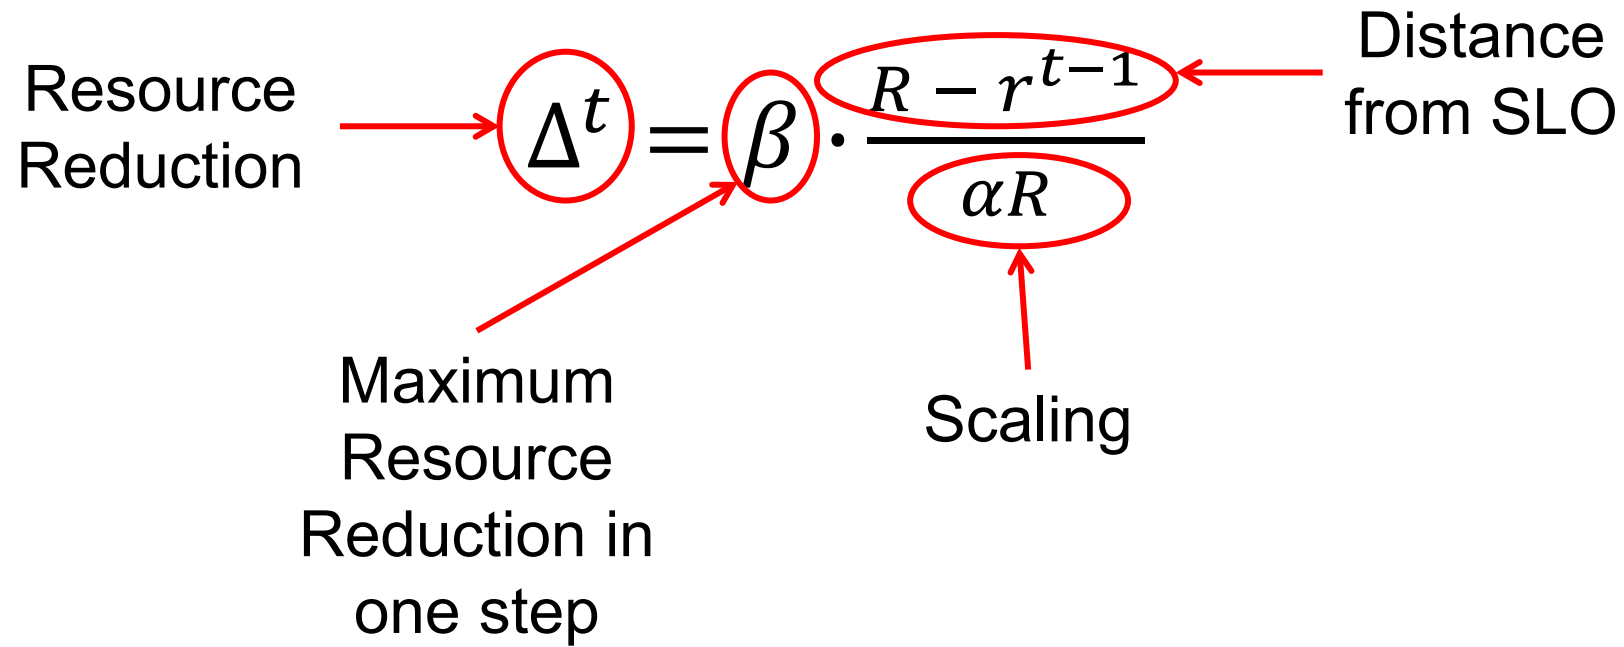 Resource
Reduction
Δ^t = β · (R − r^{t−1}) / (αR)
Distance
from SLO
Maximum
Resource
Reduction in
one step
Scaling